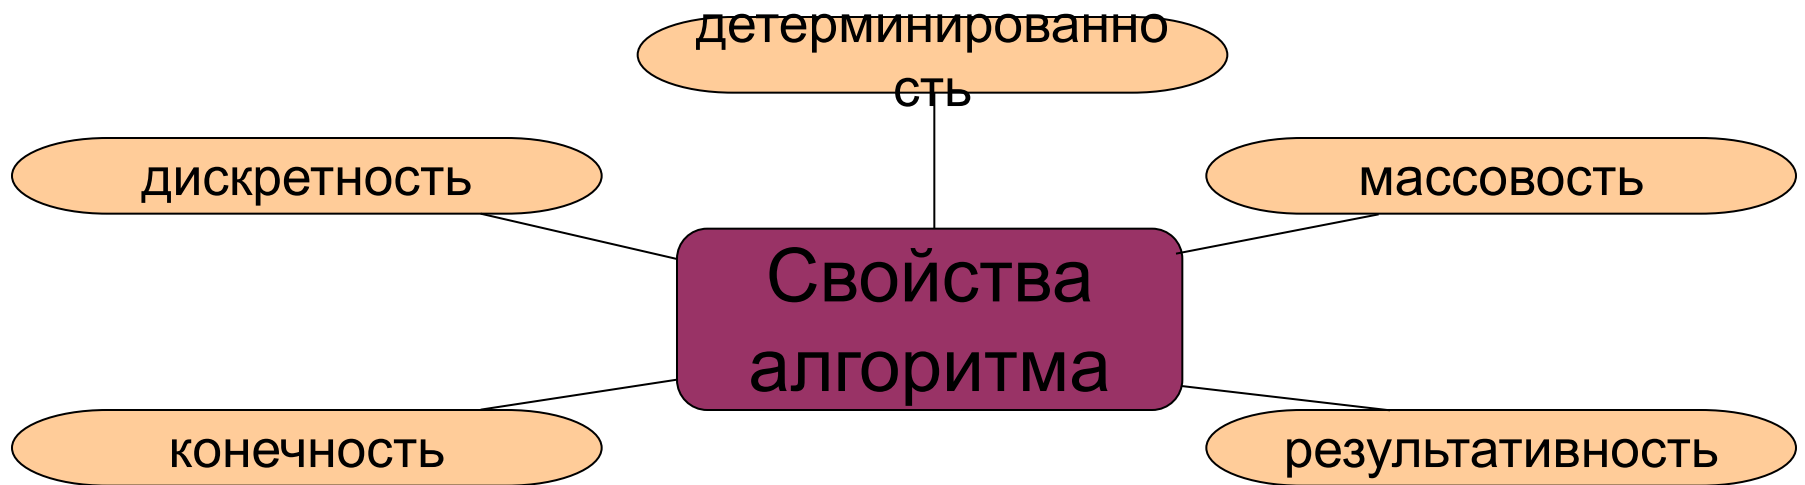 детерминированно
сть
дискретность
массовость
Свойства
алгоритма
конечность
результативность